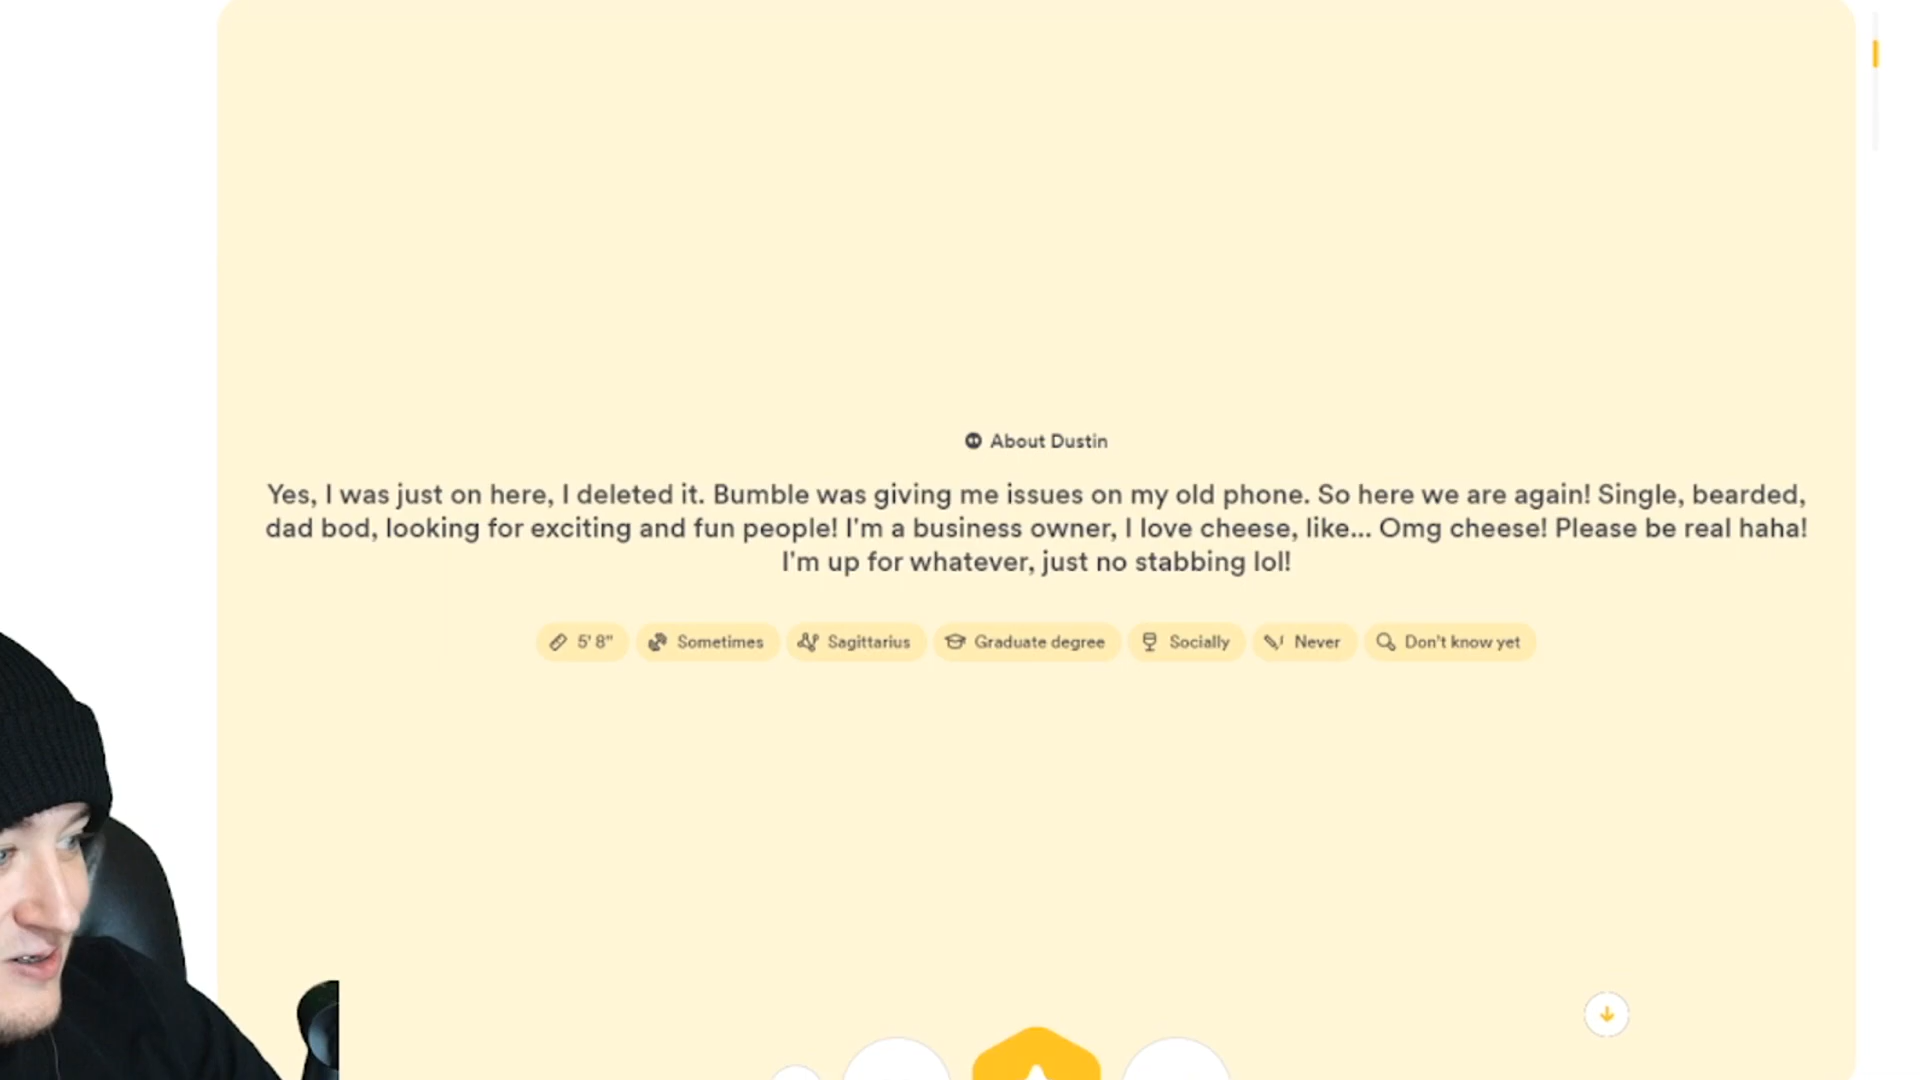 About Dustin
Yes, I was just on here, I deleted it. Bumble was giving me issues on my old phone. So here we are again! Single, bearded,
dad bod, looking for exciting and fun people! I'm a business owner, I love cheese, like... Omg cheese! Please be real haha!
I'm up for whatever, just no stabbing lol!
5' 8" Sometimes Sagittarius Graduate degree Socially Never Don't know yet